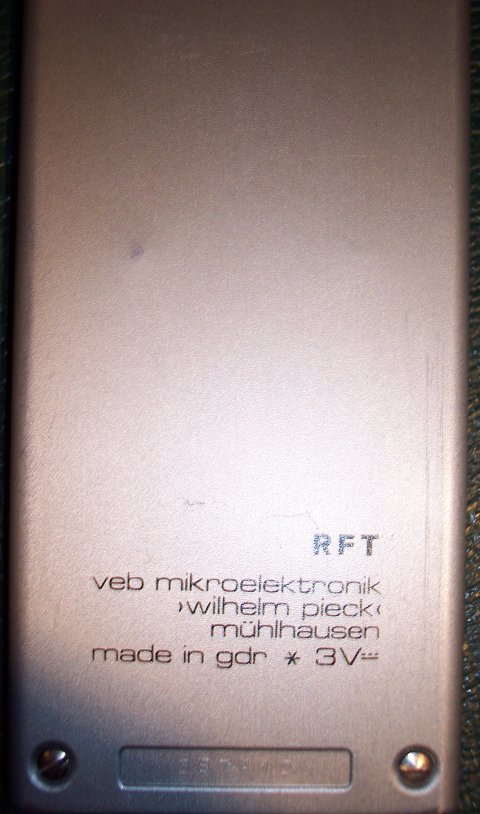 RFT
veb mikroelektronik
›wilhelm pieck‹
mühlhausen
made in gdr * 3V⎓